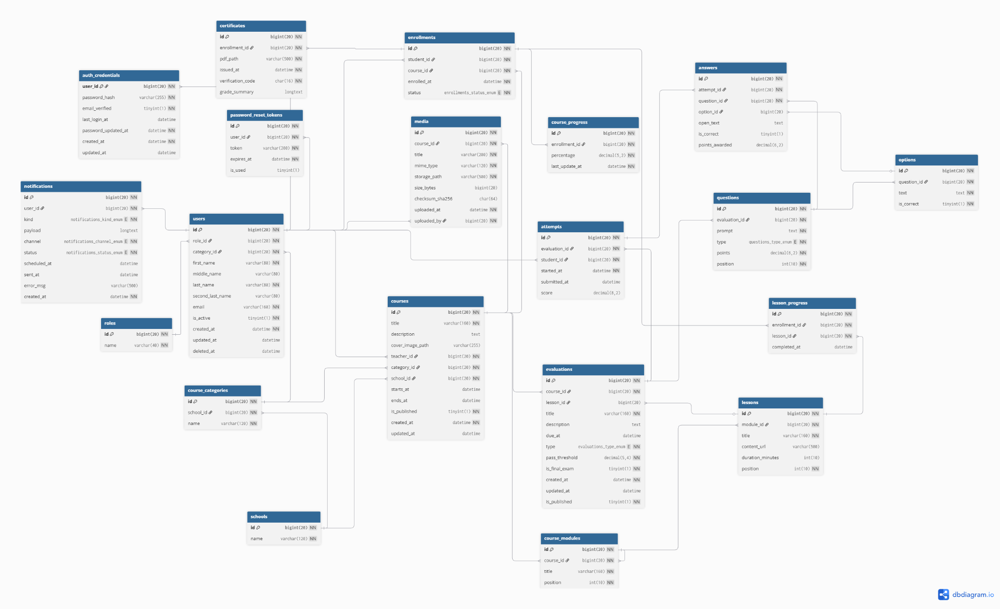 certificates
id bigint(20) NN
enrollment_id bigint(20) NN
pdf_path varchar(500) NN
issued_at datetime NN
verification_code char(16) NN
grade_summary longtext
enrollments
id bigint(20) NN
student_id bigint(20) NN
course_id bigint(20) NN
enrolled_at datetime NN
status enrollments_status_enum E NN
answers
id bigint(20) NN
attempt_id bigint(20) NN
question_id bigint(20) NN
option_id bigint(20)
open_text text
is_correct tinyint(1)
points_awarded decimal(6,2)
auth_credentials
user_id bigint(20) NN
password_hash varchar(255) NN
email_verified tinyint(1) NN
last_login_at datetime
password_updated_at datetime NN
created_at datetime NN
updated_at datetime
password_reset_tokens
id bigint(20) NN
user_id bigint(20) NN
token varchar(200) NN
expires_at datetime NN
is_used tinyint(1)
media
id bigint(20) NN
course_id bigint(20) NN
title varchar(200) NN
mime_type varchar(120) NN
storage_path varchar(500) NN
size_bytes bigint(20)
checksum_sha256 char(64)
uploaded_at datetime NN
uploaded_by bigint(20) NN
course_progress
id bigint(20) NN
enrollment_id bigint(20) NN
percentage decimal(5,2) NN
last_update_at datetime NN
options
id bigint(20) NN
question_id bigint(20) NN
text text NN
is_correct tinyint(1) NN
notifications
id bigint(20) NN
user_id bigint(20) NN
kind notifications_kind_enum E NN
payload longtext
channel notifications_channel_enum E NN
status notifications_status_enum E NN
scheduled_at datetime
sent_at datetime
error_msg varchar(500)
created_at datetime NN
questions
id bigint(20) NN
evaluation_id bigint(20) NN
prompt text NN
type questions_type_enum E NN
points decimal(6,2) NN
position int(10) NN
users
id bigint(20) NN
role_id bigint(20) NN
category_id bigint(20) NN
first_name varchar(80) NN
middle_name varchar(80)
last_name varchar(80) NN
second_last_name varchar(80)
email varchar(160) NN
is_active tinyint(1) NN
created_at datetime NN
updated_at datetime
deleted_at datetime
attempts
id bigint(20) NN
evaluation_id bigint(20) NN
student_id bigint(20) NN
started_at datetime NN
submitted_at datetime
score decimal(8,2)
courses
id bigint(20) NN
title varchar(160) NN
description text
cover_image_path varchar(255)
teacher_id bigint(20) NN
category_id bigint(20) NN
school_id bigint(20) NN
starts_at datetime
ends_at datetime
is_published tinyint(1) NN
created_at datetime NN
updated_at datetime
lesson_progress
id bigint(20) NN
enrollment_id bigint(20) NN
lesson_id bigint(20) NN
completed_at datetime
roles
id bigint(20) NN
name varchar(40) NN
evaluations
id bigint(20) NN
course_id bigint(20) NN
lesson_id bigint(20)
title varchar(160) NN
description text
due_at datetime
type evaluations_type_enum E NN
pass_threshold decimal(5,4) NN
is_final_exam tinyint(1) NN
created_at datetime NN
updated_at datetime
is_published tinyint(1) NN
course_categories
id bigint(20) NN
school_id bigint(20) NN
name varchar(120) NN
lessons
id bigint(20) NN
module_id bigint(20) NN
title varchar(160) NN
content_url varchar(500)
duration_minutes int(10)
position int(10) NN
schools
id bigint(20) NN
name varchar(120) NN
course_modules
id bigint(20) NN
course_id bigint(20) NN
title varchar(160) NN
position int(10) NN
dbdiagram.io